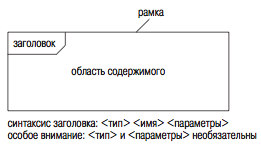 рамка
заголовок
область содержимого
синтаксис заголовка: <тип> <имя> <параметры>
особое внимание: <тип> и <параметры> необязательны